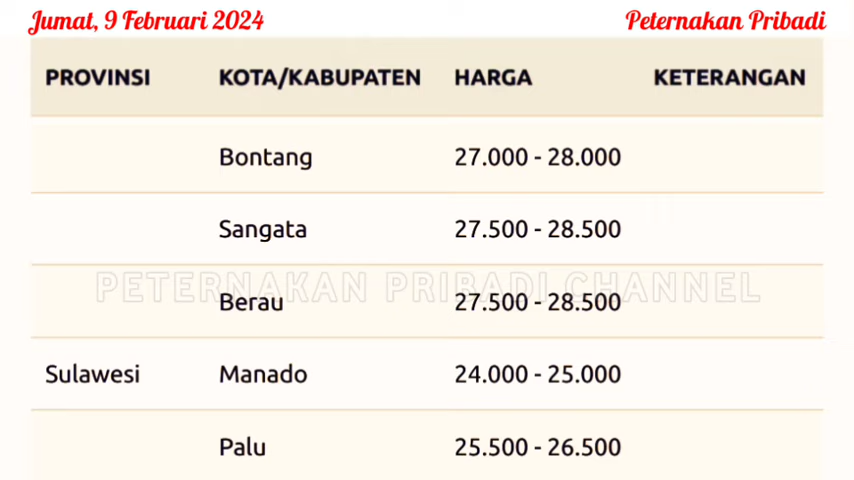 Jumat, 9 Februari 2024 Peternakan Pribadi
PROVINSI KOTA/KABUPATEN HARGA KETERANGAN
Bontang 27.000 - 28.000
Sangata 27.500 - 28.500
PETERNAKAN PRIBADI CHANNEL
Berau 27.500 - 28.500
Sulawesi Manado 24.000 - 25.000
Palu 25.500 - 26.500